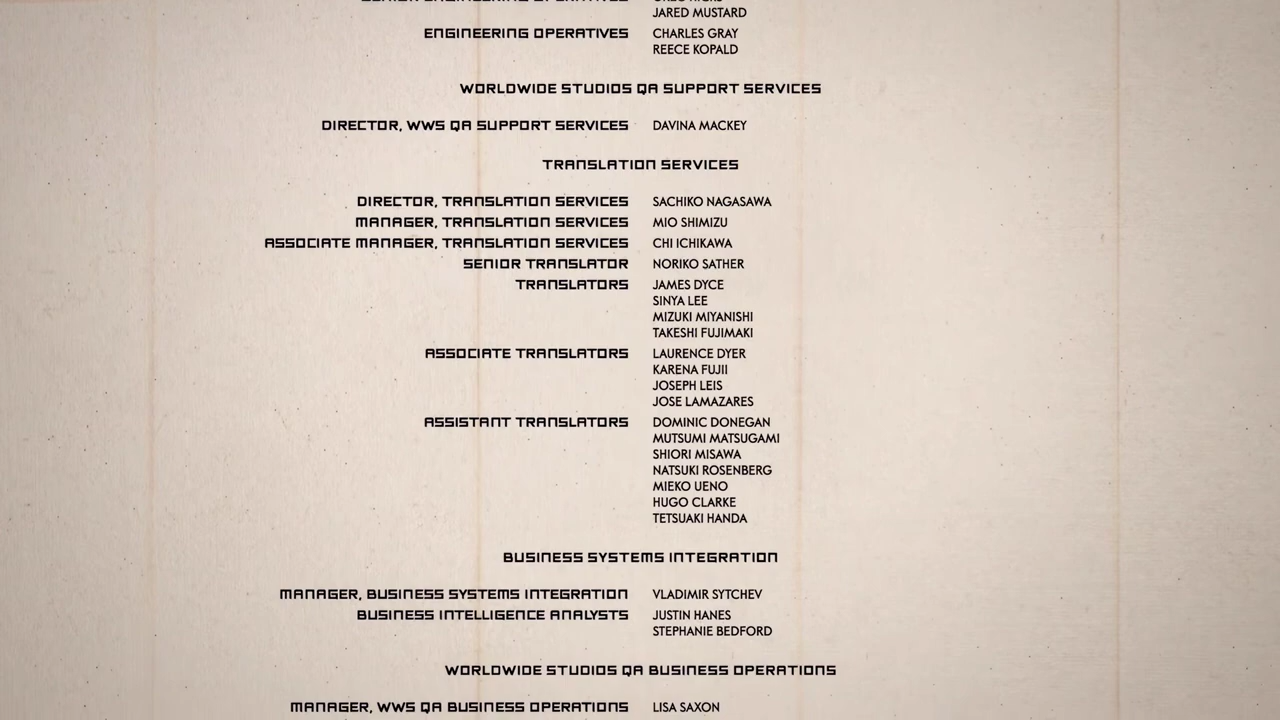 JARED MUSTARD
ENGINEERING OPERATIVES CHARLES GRAY
REECE KOPALD
WORLDWIDE STUDIOS QA SUPPORT SERVICES
DIRECTOR, WWS QA SUPPORT SERVICES DAVINA MACKEY
TRANSLATION SERVICES
DIRECTOR, TRANSLATION SERVICES SACHIKO NAGASAWA
MANAGER, TRANSLATION SERVICES MIO SHIMIZU
ASSOCIATE MANAGER, TRANSLATION SERVICES CHI ICHIKAWA
SENIOR TRANSLATOR NORIKO SATHER
TRANSLATORS JAMES DYCE
SINYA LEE
MIZUKI MIYANISHI
TAKESHI FUJIMAKI
ASSOCIATE TRANSLATORS LAURENCE DYER
KARENA FUJII
JOSEPH LEIS
JOSE LAMAZARES
ASSISTANT TRANSLATORS DOMINIC DONEGAN
MUTSUMI MATSUGAMI
SHIORI MISAWA
NATSUKI ROSENBERG
MIEKO UENO
HUGO CLARKE
TETSUAKI HANDA
BUSINESS SYSTEMS INTEGRATION
MANAGER, BUSINESS SYSTEMS INTEGRATION VLADIMIR SYTCHEV
BUSINESS INTELLIGENCE ANALYSTS JUSTIN HANES
STEPHANIE BEDFORD
WORLDWIDE STUDIOS QA BUSINESS OPERATIONS
MANAGER, WWS QA BUSINESS OPERATIONS LISA SAXON